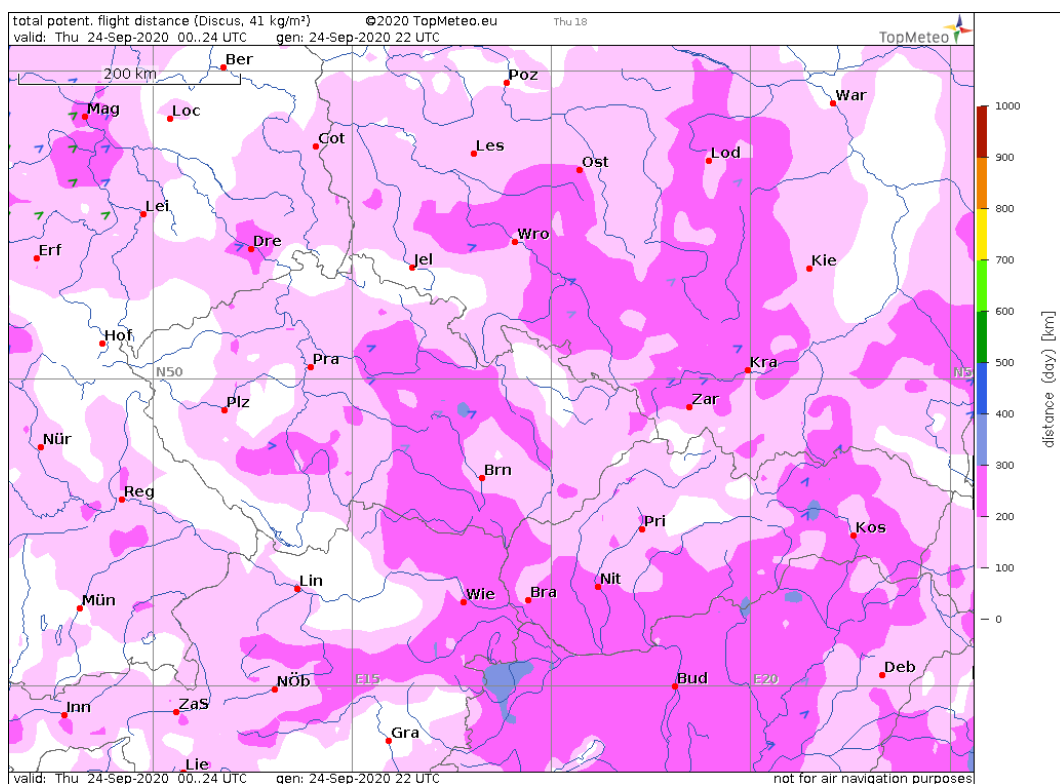 total potent. flight distance (Discus, 41 kg/m²) ©2020 TopMeteo.eu Thu 18
valid: Thu 24-Sep-2020 00..24 UTC gen: 24-Sep-2020 22 UTC TopMeteo
Ber
200 km
Poz
War
Mag
Loc
1000
Cot
Les
Ost
Lod
900
Lei
800
Erf
Dre
Wro
Jel
Kie
700
600
Hof
Pra
Kra
500
N50
N5
Plz
Zar
400
Nür
Brn
300
Reg
Pri
Kos
200
Lin
Wie
Bra
Nit
100
Mün
0
distance (day) [km]
NÖb
E15
Bud
E20
Deb
Inn
ZaS
Gra
Lie
valid: Thu 24-Sep-2020 00..24 UTC gen: 24-Sep-2020 22 UTC not for air navigation purposes